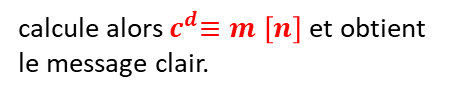 calcule alors c^d ≡ m [n] et obtient
le message clair.